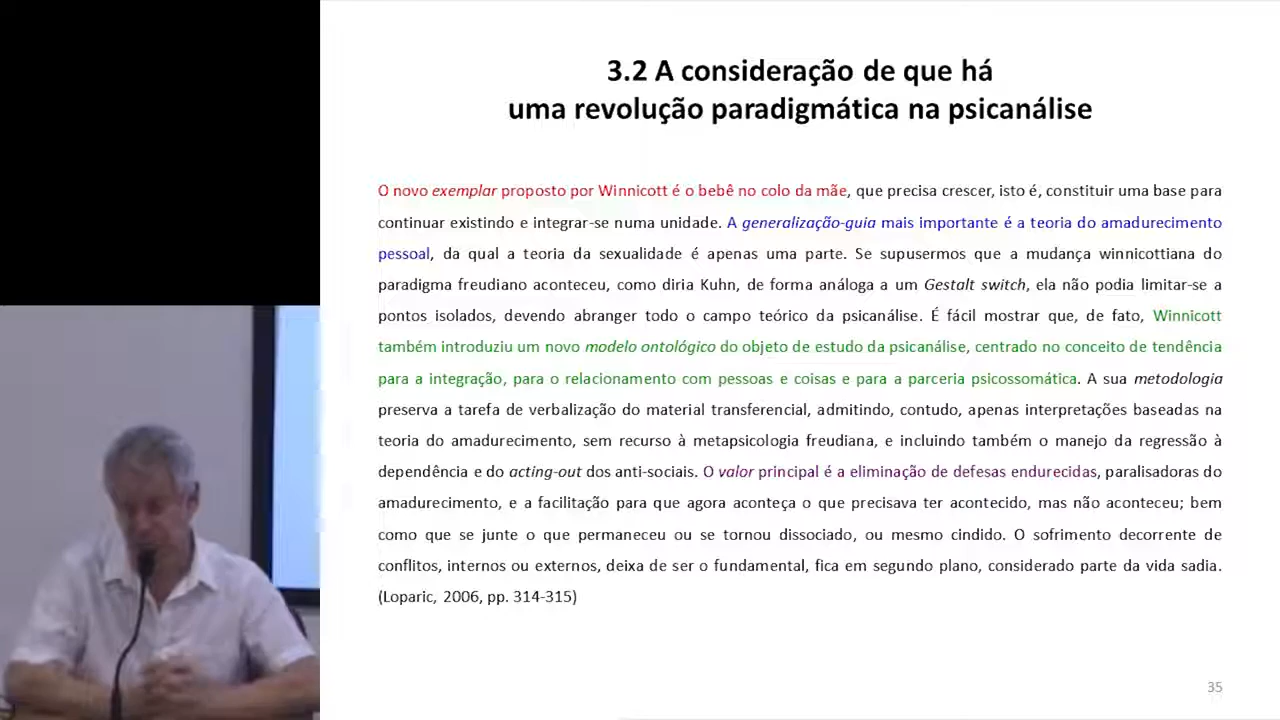 3.2 A consideração de que há
uma revolução paradigmática na psicanálise
O novo exemplar proposto por Winnicott é o bebê no colo da mãe, que precisa crescer, isto é, constituir uma base para
continuar existindo e integrar-se numa unidade. A generalização-guia mais importante é a teoria do amadurecimento
pessoal, da qual a teoria da sexualidade é apenas uma parte. Se supusermos que a mudança winnicottiana do
paradigma freudiano aconteceu, como diria Kuhn, de forma análoga a um Gestalt switch, ela não podia limitar-se a
pontos isolados, devendo abranger todo o campo teórico da psicanálise. É fácil mostrar que, de fato, Winnicott
também introduziu um novo modelo ontológico do objeto de estudo da psicanálise, centrado no conceito de tendência
para a integração, para o relacionamento com pessoas e coisas e para a parceria psicossomática. A sua metodologia
preserva a tarefa de verbalização do material transferencial, admitindo, contudo, apenas interpretações baseadas na
teoria do amadurecimento, sem recurso à metapsicologia freudiana, e incluindo também o manejo da regressão à
dependência e do acting-out dos anti-sociais. O valor principal é a eliminação de defesas endurecidas, paralisadoras do
amadurecimento, e a facilitação para que agora aconteça o que precisava ter acontecido, mas não aconteceu; bem
como que se junte o que permaneceu ou se tornou dissociado, ou mesmo cindido. O sofrimento decorrente de
conflitos, internos ou externos, deixa de ser o fundamental, fica em segundo plano, considerado parte da vida sadia.
(Loparic, 2006, pp. 314-315)
35